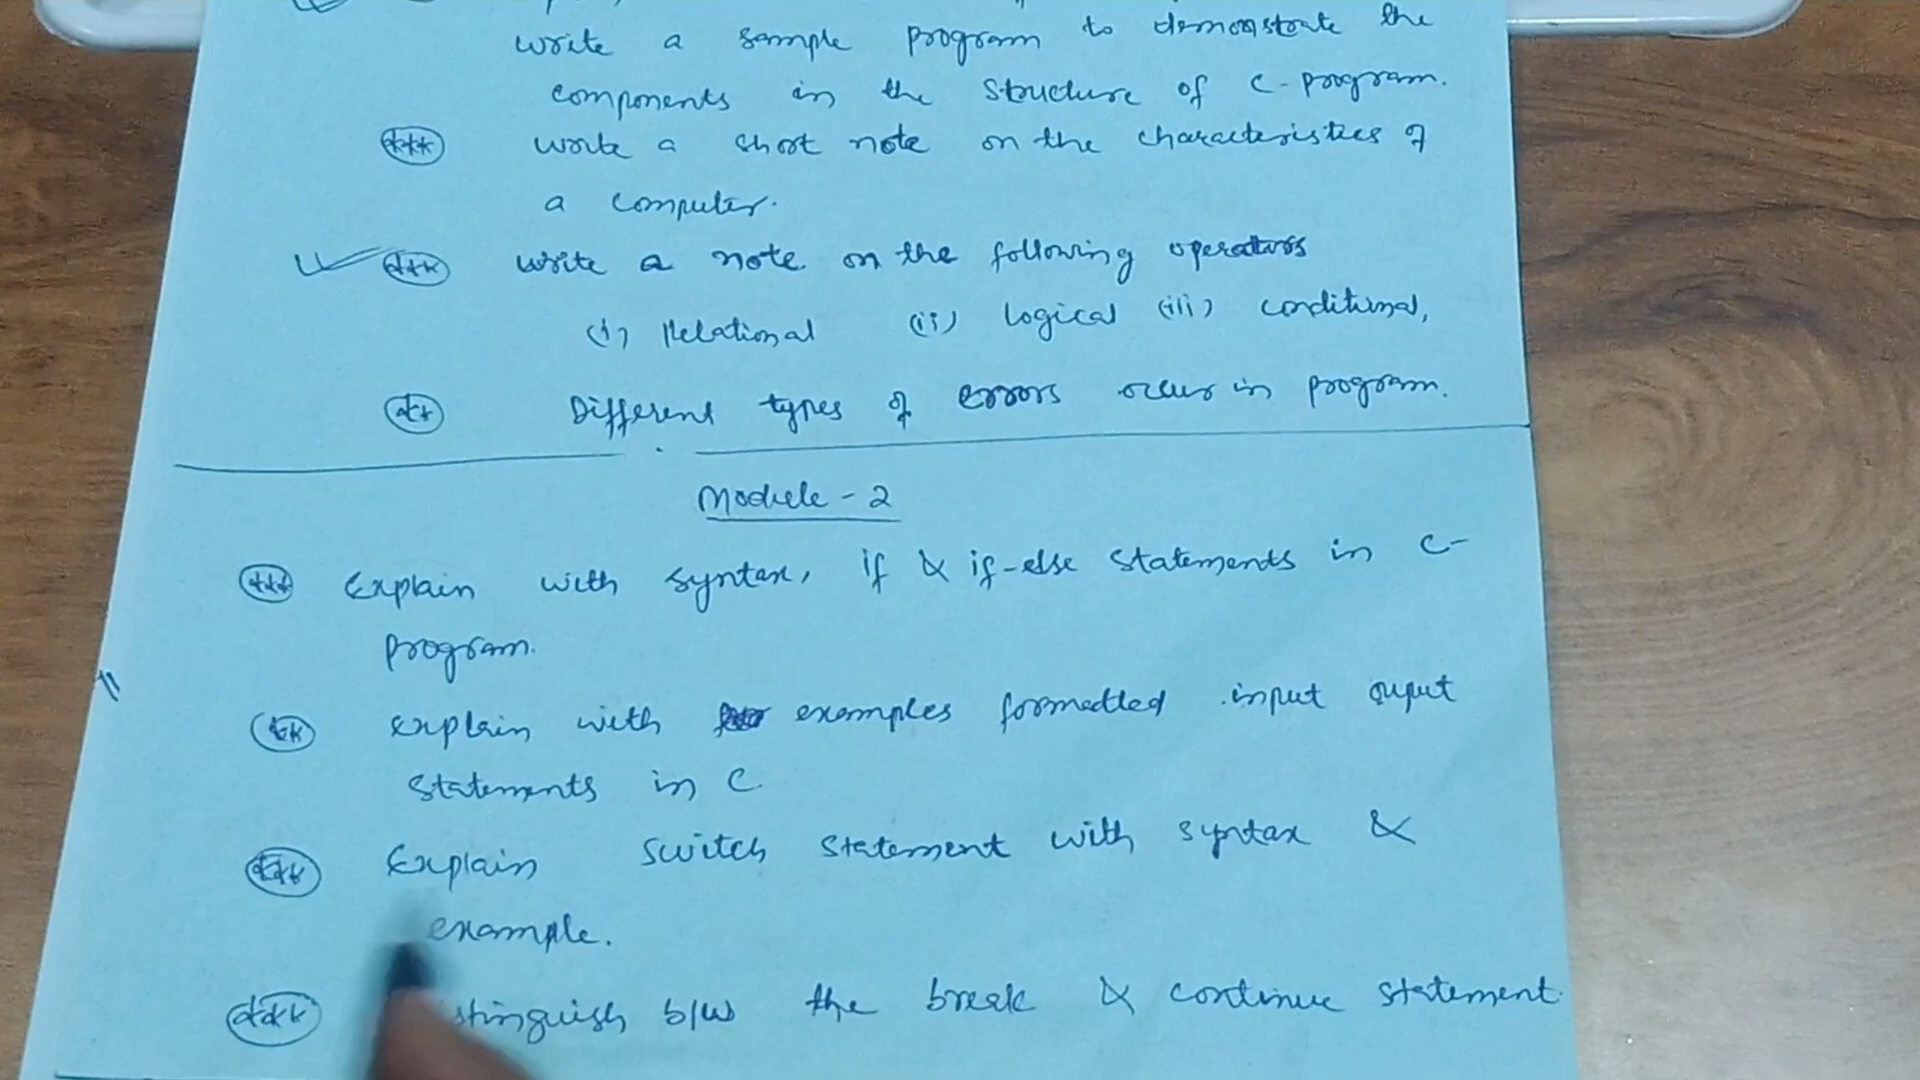 write a sample program to demonstrate the
components in the structure of c-program.
*** write a short note on the characteristics of
a computer.
*** write a note on the following operators
(i) Relational (ii) logical (iii) conditional,
** Different types of errors occur in program.
Module - 2
*** Explain with syntax, if & if-else statements in c-
program.
** explain with examples formatted input ouput
statements in C.
*** Explain switch statement with syntax &
example.
*** stinguish b/w the break & continue statement.